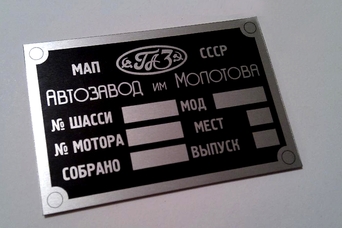 МАП ГАЗ СССР
Автозавод им Молотова
№ ШАССИ МОД
№ МОТОРА МЕСТ
СОБРАНО ВЫПУСК